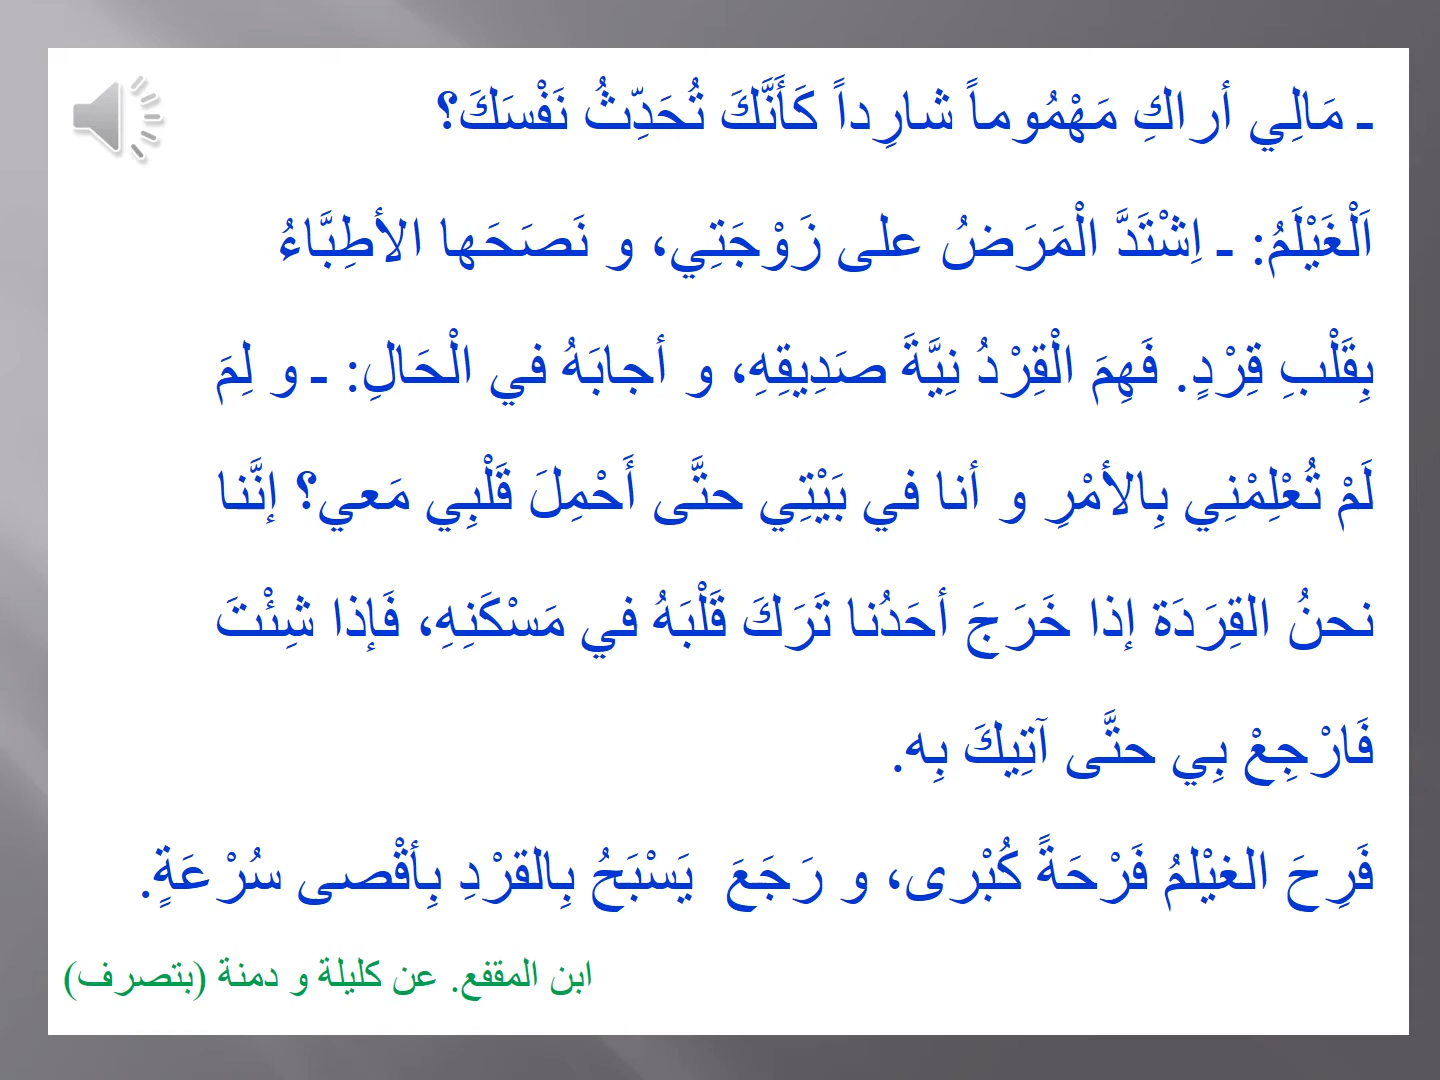 ـ مَالِي أراكِ مَهْمُوماً شارِداً كَأَنَّكَ تُحَدِّثُ نَفْسَكَ؟
اَلْغَيْلَمُ: ـ اِشْتَدَّ الْمَرَضُ على زَوْجَتِي، و نَصَحَها الأطِبَّاءُ
بِقَلْبِ قِرْدٍ. فَهِمَ الْقِرْدُ نِيَّةَ صَدِيقِهِ، و أجابَهُ في الْحَالِ: ـ و لِمَ
لَمْ تُعْلِمْنِي بِالأمْرِ و أنا في بَيْتِي حتَّى أَحْمِلَ قَلْبِي مَعي؟ إنَّنا
نحنُ القِرَدَة إذا خَرَجَ أحَدُنا تَرَكَ قَلْبَهُ في مَسْكَنِهِ، فَإذا شِئْتَ
فَارْجِعْ بِي حتَّى آتِيكَ بِه.
فَرِحَ الغيْلمُ فَرْحَةً كُبْرى، و رَجَعَ يَسْبَحُ بِالقرْدِ بِأقْصى سُرْعَةٍ.
ابن المقفع. عن كليلة و دمنة (بتصرف)